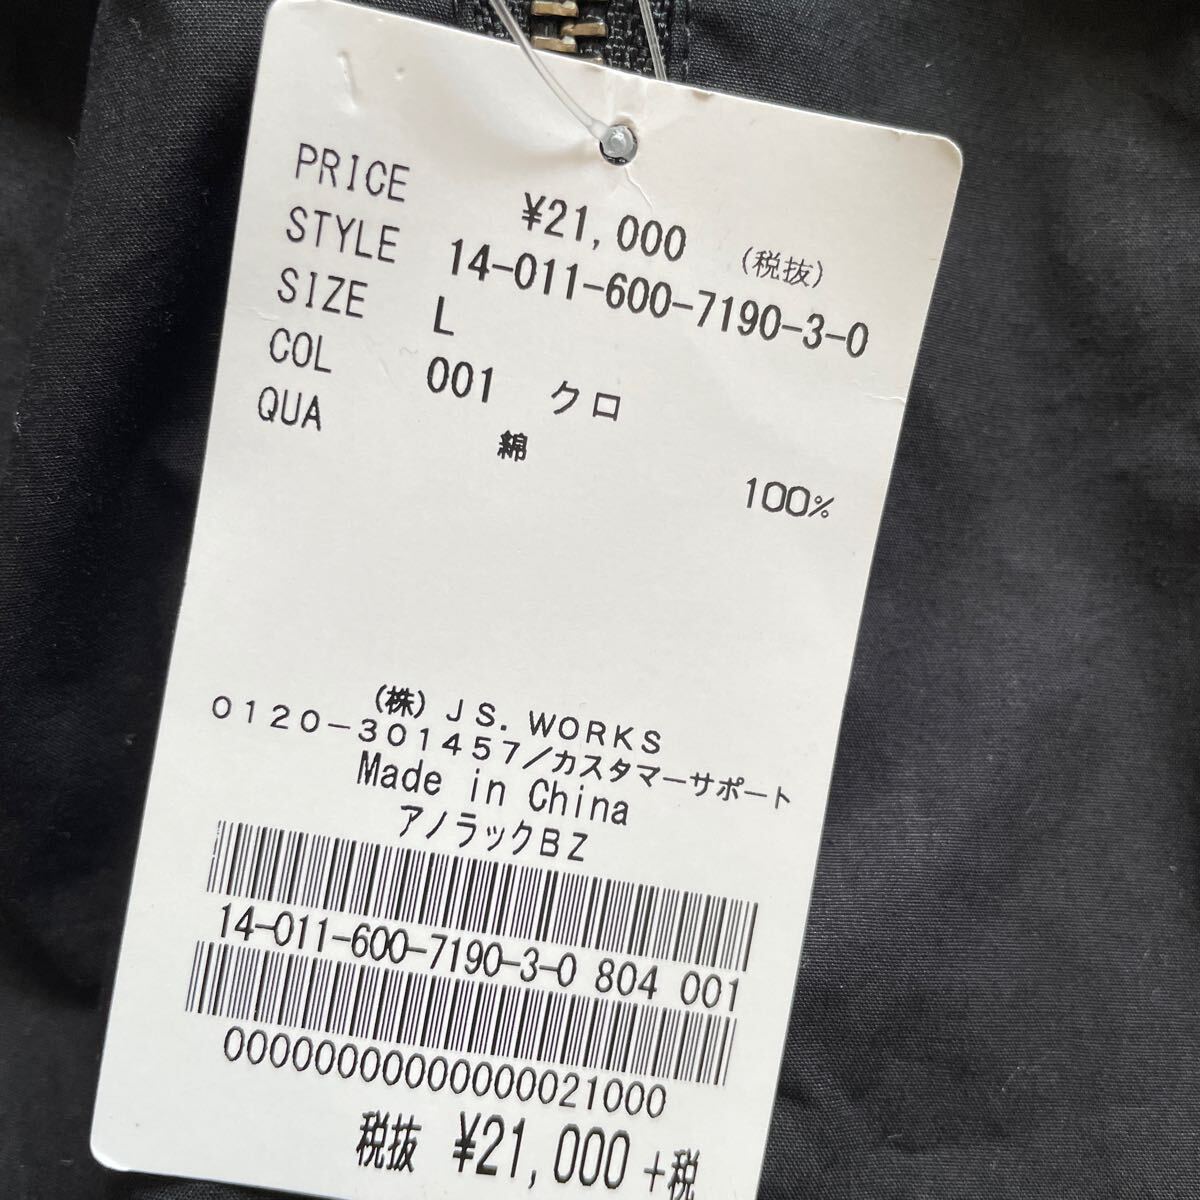 PRICE ¥21,000 (税抜)
STYLE 14-011-600-7190-3-0
SIZE L
COL 001 クロ
QUA 綿 100%
(株) JS. WORKS
0120-301457/カスタマーサポート
Made in China
アノラックBZ
14-011-600-7190-3-0 804 001
0000000000000021000
税抜 ¥21,000 +税